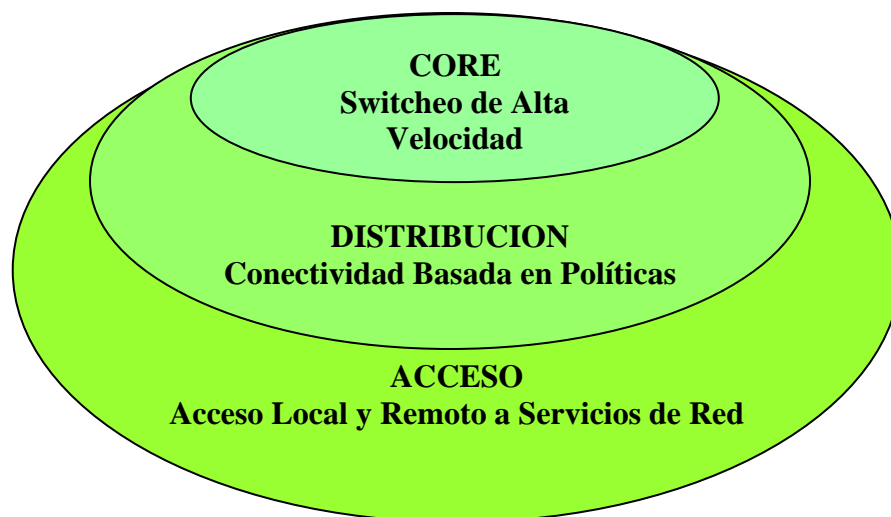 CORE
Switcheo de Alta
Velocidad
DISTRIBUCION
Conectividad Basada en Políticas
ACCESO
Acceso Local y Remoto a Servicios de Red